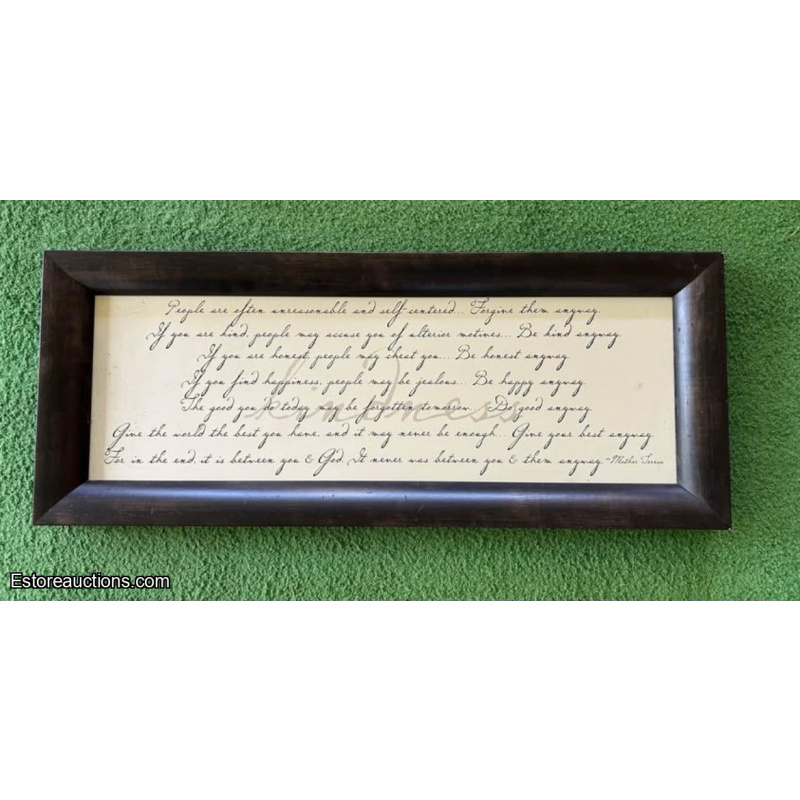 People are often unreasonable and self-centered... Forgive them anyway.
If you are kind, people may accuse you of ulterior motives... Be kind anyway.
If you are honest, people may cheat you... Be honest anyway.
If you find happiness, people may be jealous... Be happy anyway.
kindness
The good you do today may be forgotten tomorrow... Do good anyway.
Give the world the best you have, and it may never be enough... Give your best anyway.
For in the end, it is between you & God. It never was between you & them anyway. -Mother Teresa
Estoreauctions.com